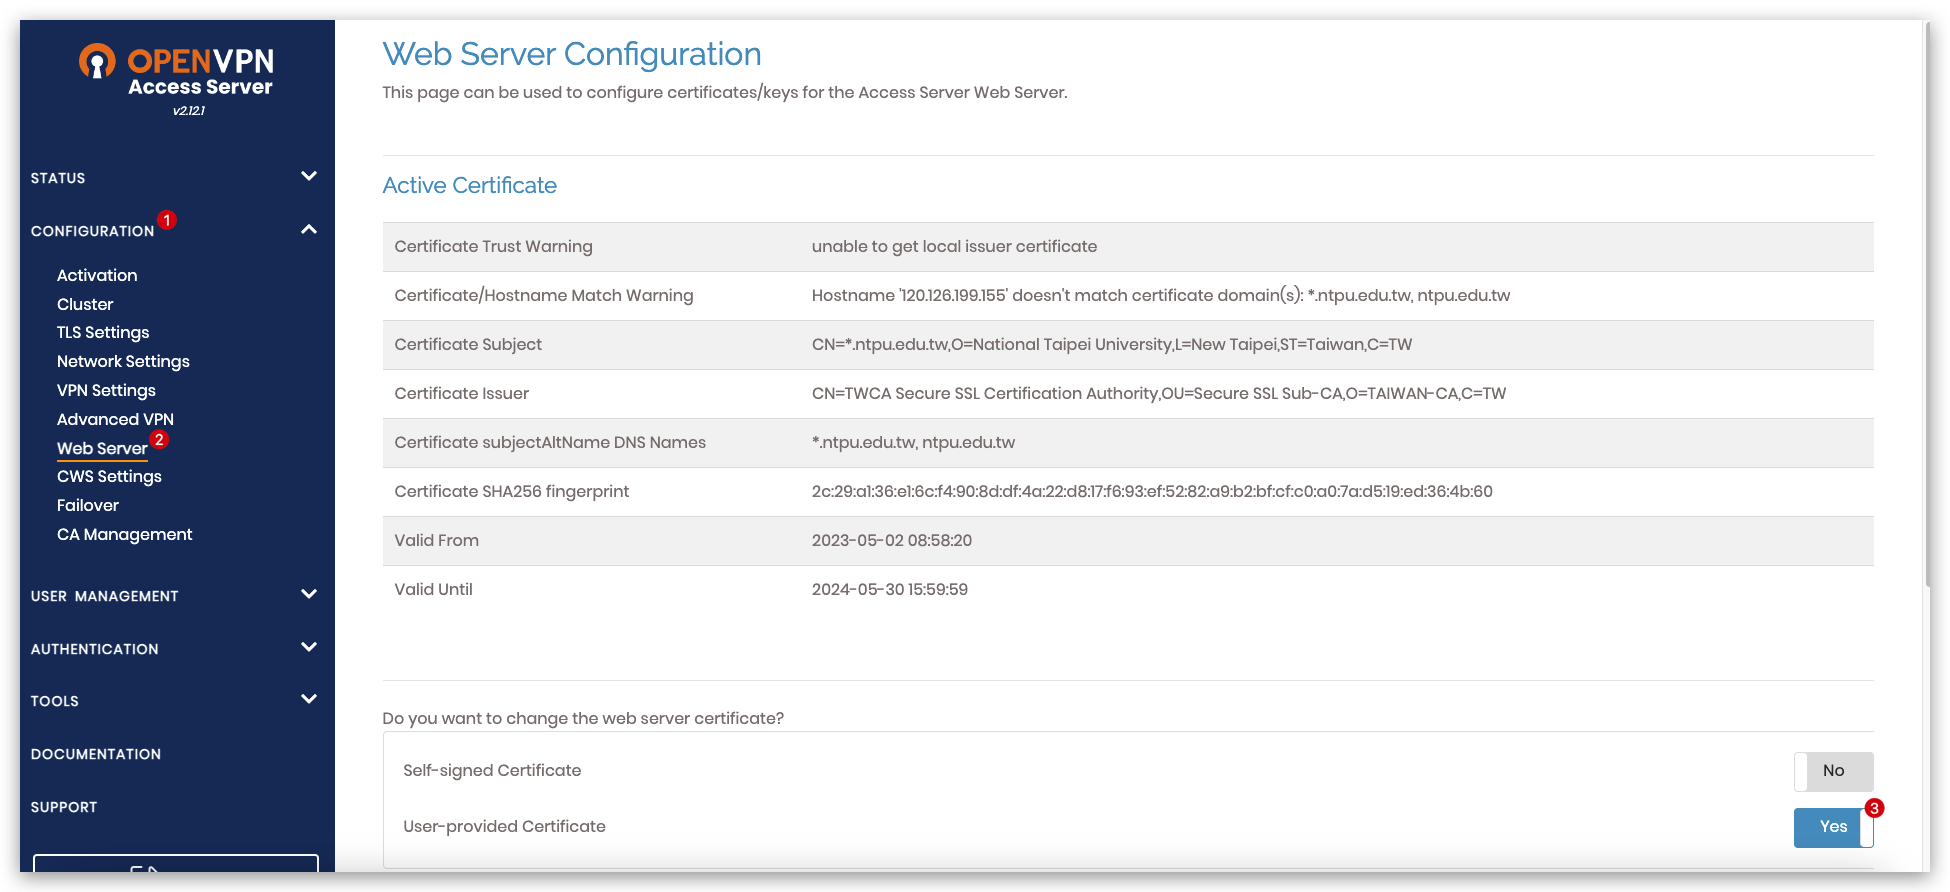 OPENVPN
Access Server
v2.12.1
STATUS
CONFIGURATION 1
Activation
Cluster
TLS Settings
Network Settings
VPN Settings
Advanced VPN
Web Server 2
CWS Settings
Failover
CA Management
USER MANAGEMENT
AUTHENTICATION
TOOLS
DOCUMENTATION
SUPPORT
Web Server Configuration
This page can be used to configure certificates/keys for the Access Server Web Server.
Active Certificate
Certificate Trust Warning unable to get local issuer certificate
Certificate/Hostname Match Warning Hostname '120.126.199.155' doesn't match certificate domain(s): *.ntpu.edu.tw, ntpu.edu.tw
Certificate Subject CN=*.ntpu.edu.tw,O=National Taipei University,L=New Taipei,ST=Taiwan,C=TW
Certificate Issuer CN=TWCA Secure SSL Certification Authority,OU=Secure SSL Sub-CA,O=TAIWAN-CA,C=TW
Certificate subjectAltName DNS Names *.ntpu.edu.tw, ntpu.edu.tw
Certificate SHA256 fingerprint 2c:29:a1:36:e1:6c:f4:90:8d:df:4a:22:d8:17:f6:93:ef:52:82:a9:b2:bf:cf:c0:a0:7a:d5:19:ed:36:4b:60
Valid From 2023-05-02 08:58:20
Valid Until 2024-05-30 15:59:59
Do you want to change the web server certificate?
Self-signed Certificate No
User-provided Certificate Yes 3